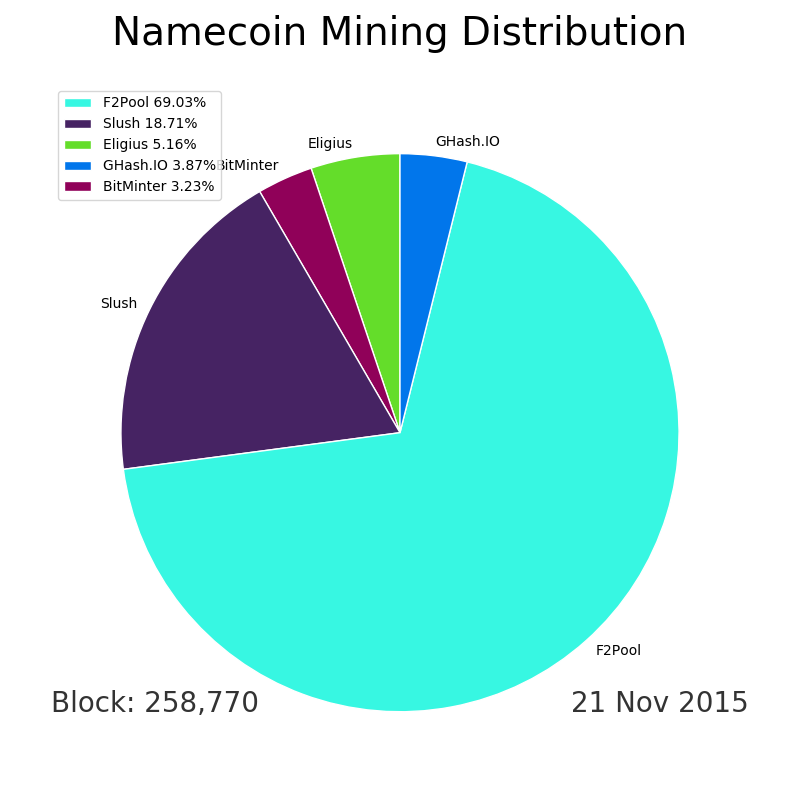 Namecoin Mining Distribution
F2Pool 69.03%
Slush 18.71%
Eligius 5.16%
GHash.IO 3.87%
BitMinter 3.23%
GHash.IO
Eligius
BitMinter
Slush
F2Pool
Block: 258,770
21 Nov 2015